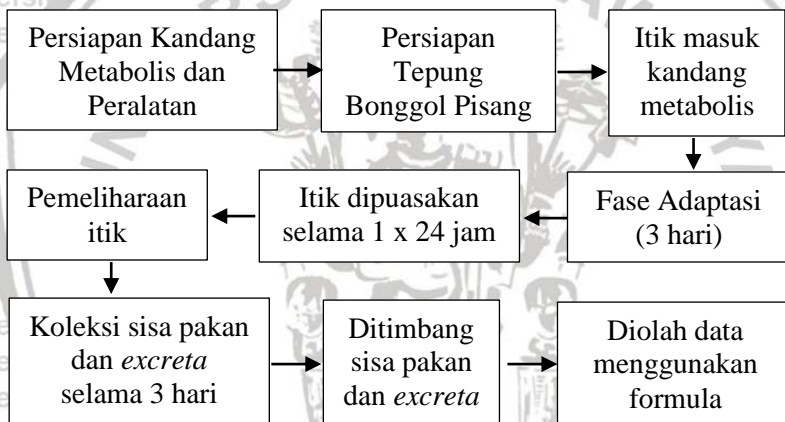 Persiapan Kandang
Metabolis dan
Peralatan
Persiapan
Tepung
Bonggol Pisang
Itik masuk
kandang
metabolis
Fase Adaptasi
(3 hari)
Itik dipuasakan
selama 1 x 24 jam
Pemeliharaan
itik
Koleksi sisa pakan
dan excreta
selama 3 hari
Ditimbang
sisa pakan
dan excreta
Diolah data
menggunakan
formula